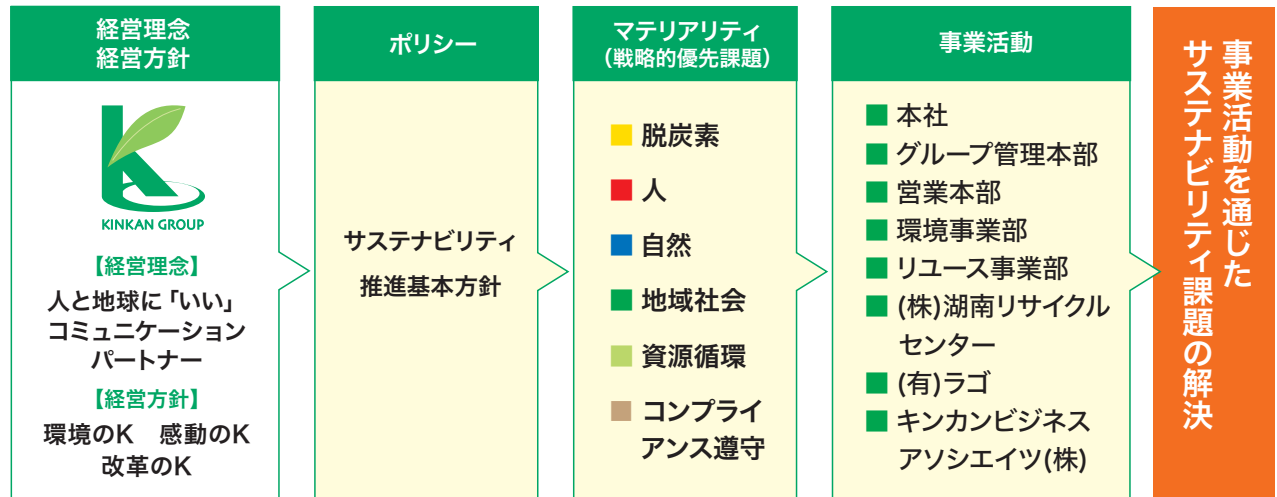 経営理念
経営方針
KINKAN GROUP
【経営理念】
人と地球に「いい」
コミュニケーション
パートナー
【経営方針】
環境のK　感動のK
改革のK
ポリシー
サステナビリティ
推進基本方針
マテリアリティ
(戦略的優先課題)
脱炭素
人
自然
地域社会
資源循環
コンプライ
アンス遵守
事業活動
本社
グループ管理本部
営業本部
環境事業部
リユース事業部
(株)湖南リサイクル
センター
(有)ラゴ
キンカンビジネス
アソシエイツ(株)
事業活動を通じた
サステナビリティ課題の解決